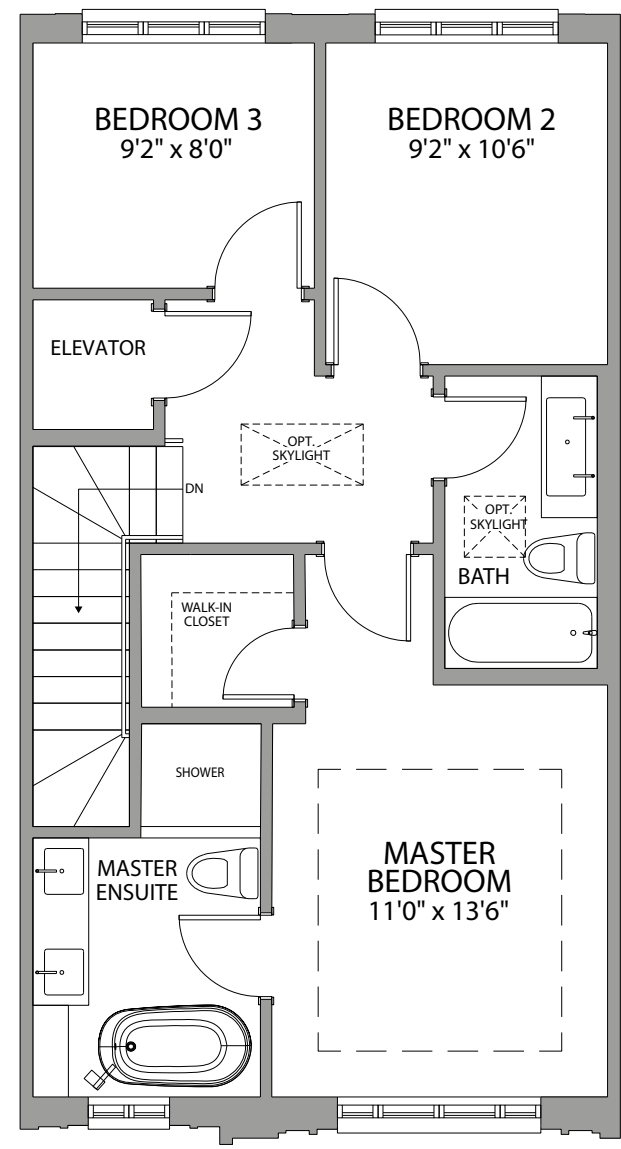 BEDROOM 3
9'2" x 8'0"
BEDROOM 2
9'2" x 10'6"
ELEVATOR
OPT.
SKYLIGHT
DN
OPT.
SKYLIGHT
BATH
WALK-IN
CLOSET
SHOWER
MASTER
ENSUITE
MASTER
BEDROOM
11'0" x 13'6"